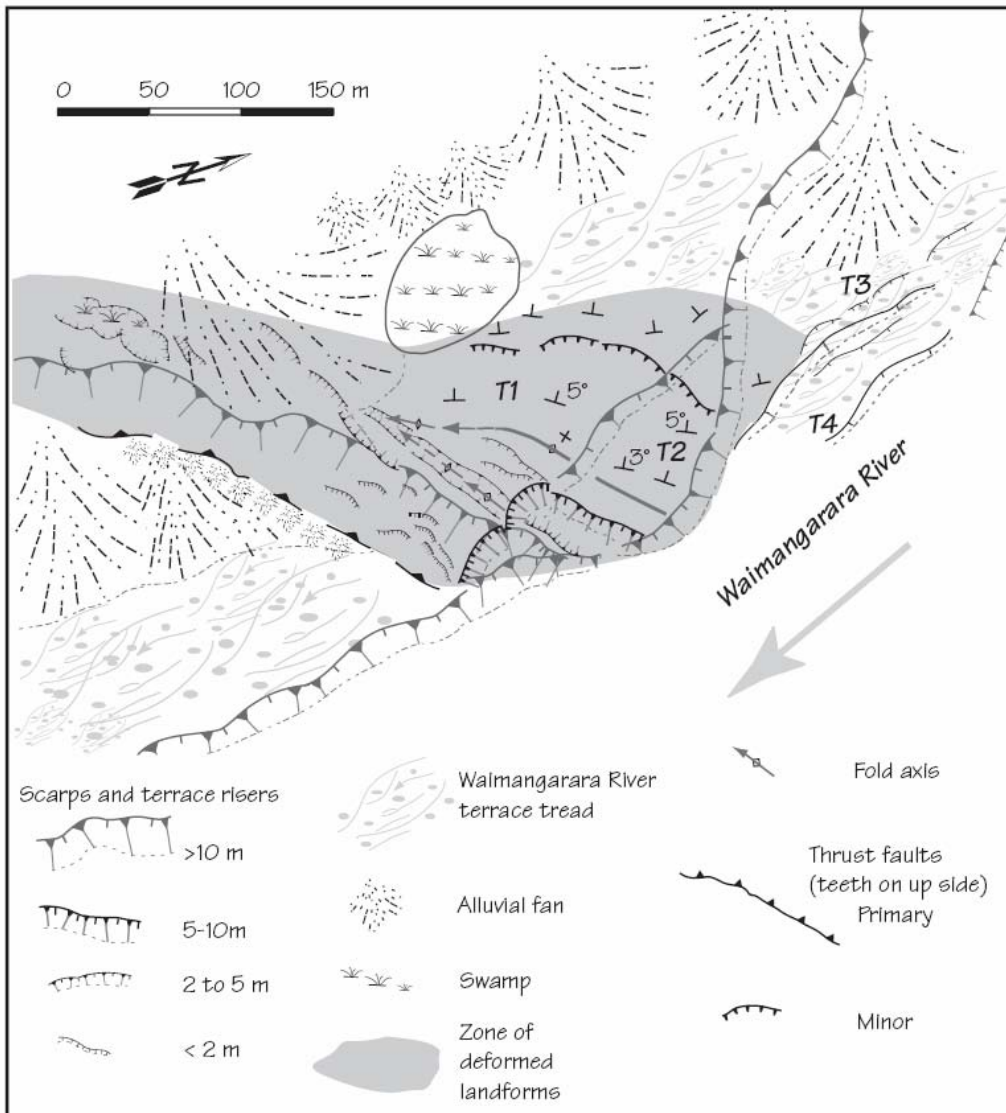 0 50 100 150 m
N
T3
T1
5°
T4
5°
T2
3°
Waimangarara River
Scarps and terrace risers
>10 m
5-10m
2 to 5 m
< 2 m
Waimangarara River
terrace tread
Alluvial fan
Swamp
Zone of
deformed
landforms
Fold axis
Thrust faults
(teeth on up side)
Primary
Minor